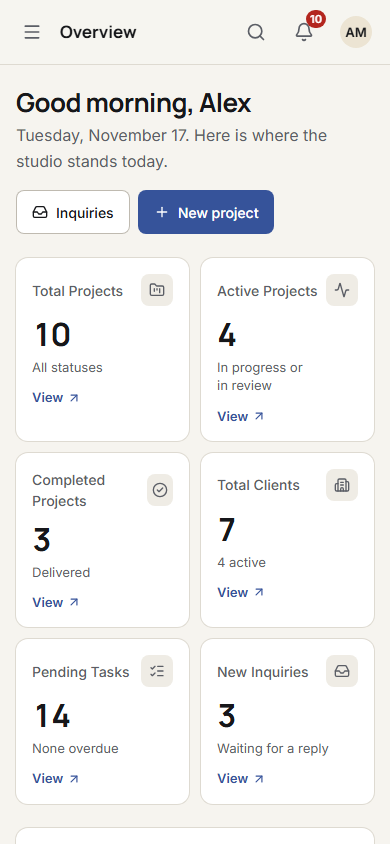 Overview
10
AM
Good morning, Alex
Tuesday, November 17. Here is where the
studio stands today.
Inquiries
New project
Total Projects
10
All statuses
View
Active Projects
4
In progress or
in review
View
Completed
Projects
3
Delivered
View
Total Clients
7
4 active
View
Pending Tasks
14
None overdue
View
New Inquiries
3
Waiting for a reply
View